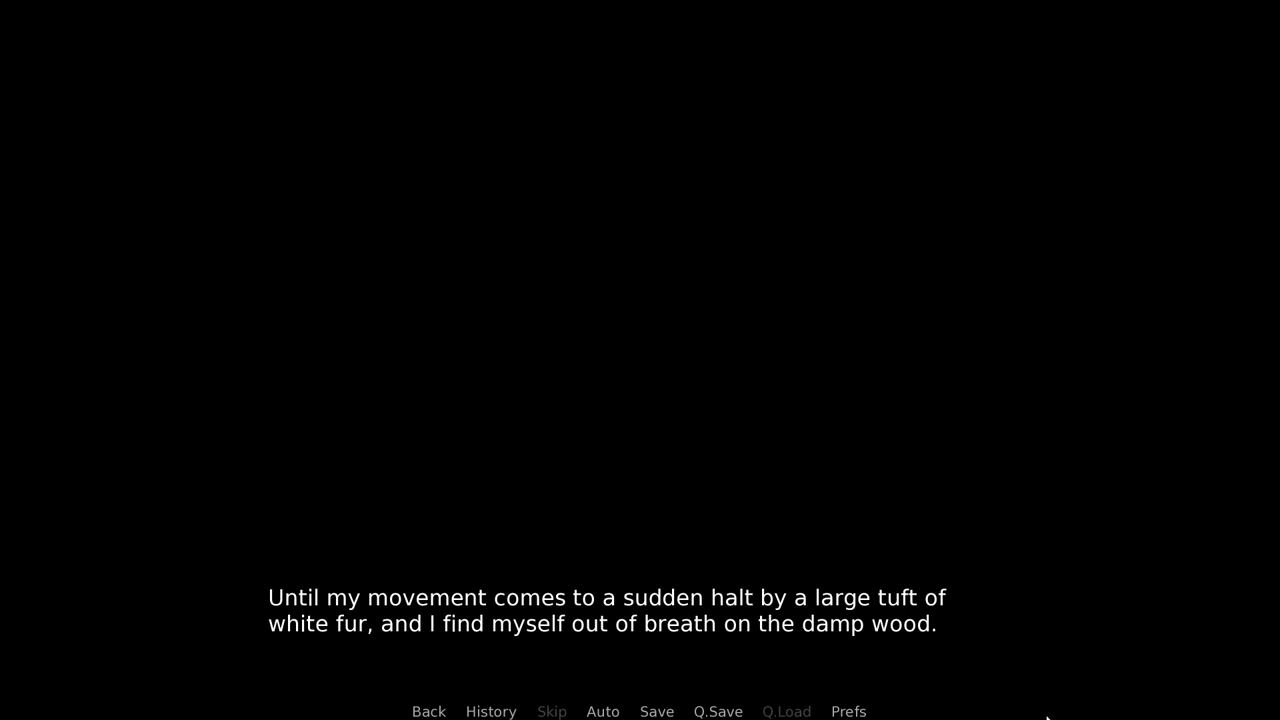 Until my movement comes to a sudden halt by a large tuft of
white fur, and I find myself out of breath on the damp wood.
Back History Skip Auto Save Q.Save Q.Load Prefs